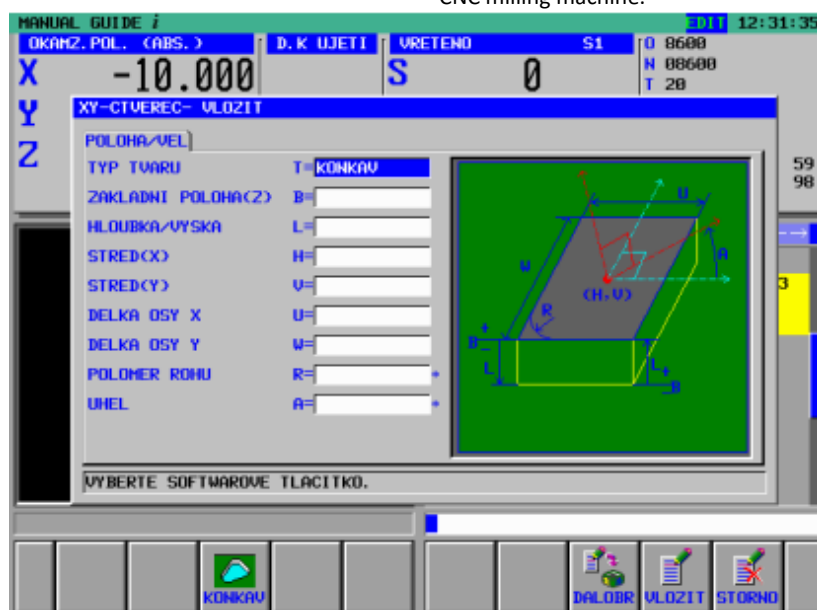 CNC milling machine.
MANUAL GUIDE i EDIT 12:31:35
OKAMZ.POL. (ABS.) D.K UJETI VRETENO S1 O 8600
X -10.000 S 0 N 08600
T 20
Y
Z
59
98
XY-CTVEREC- VLOZIT
POLOHA/VEL
TYP TVARU T=KONKAV
ZAKLADNI POLOHA(Z) B=
HLOUBKA/VYSKA L=
STRED(X) H=
STRED(Y) V=
DELKA OSY X U=
DELKA OSY Y W=
POLOMER ROHU R= *
UHEL A= *
U
W
A
(H,V)
R
B + -
L
L + -
B
3
VYBERTE SOFTWAROVE TLACITKO.
KONKAV DALOBR VLOZIT STORNO